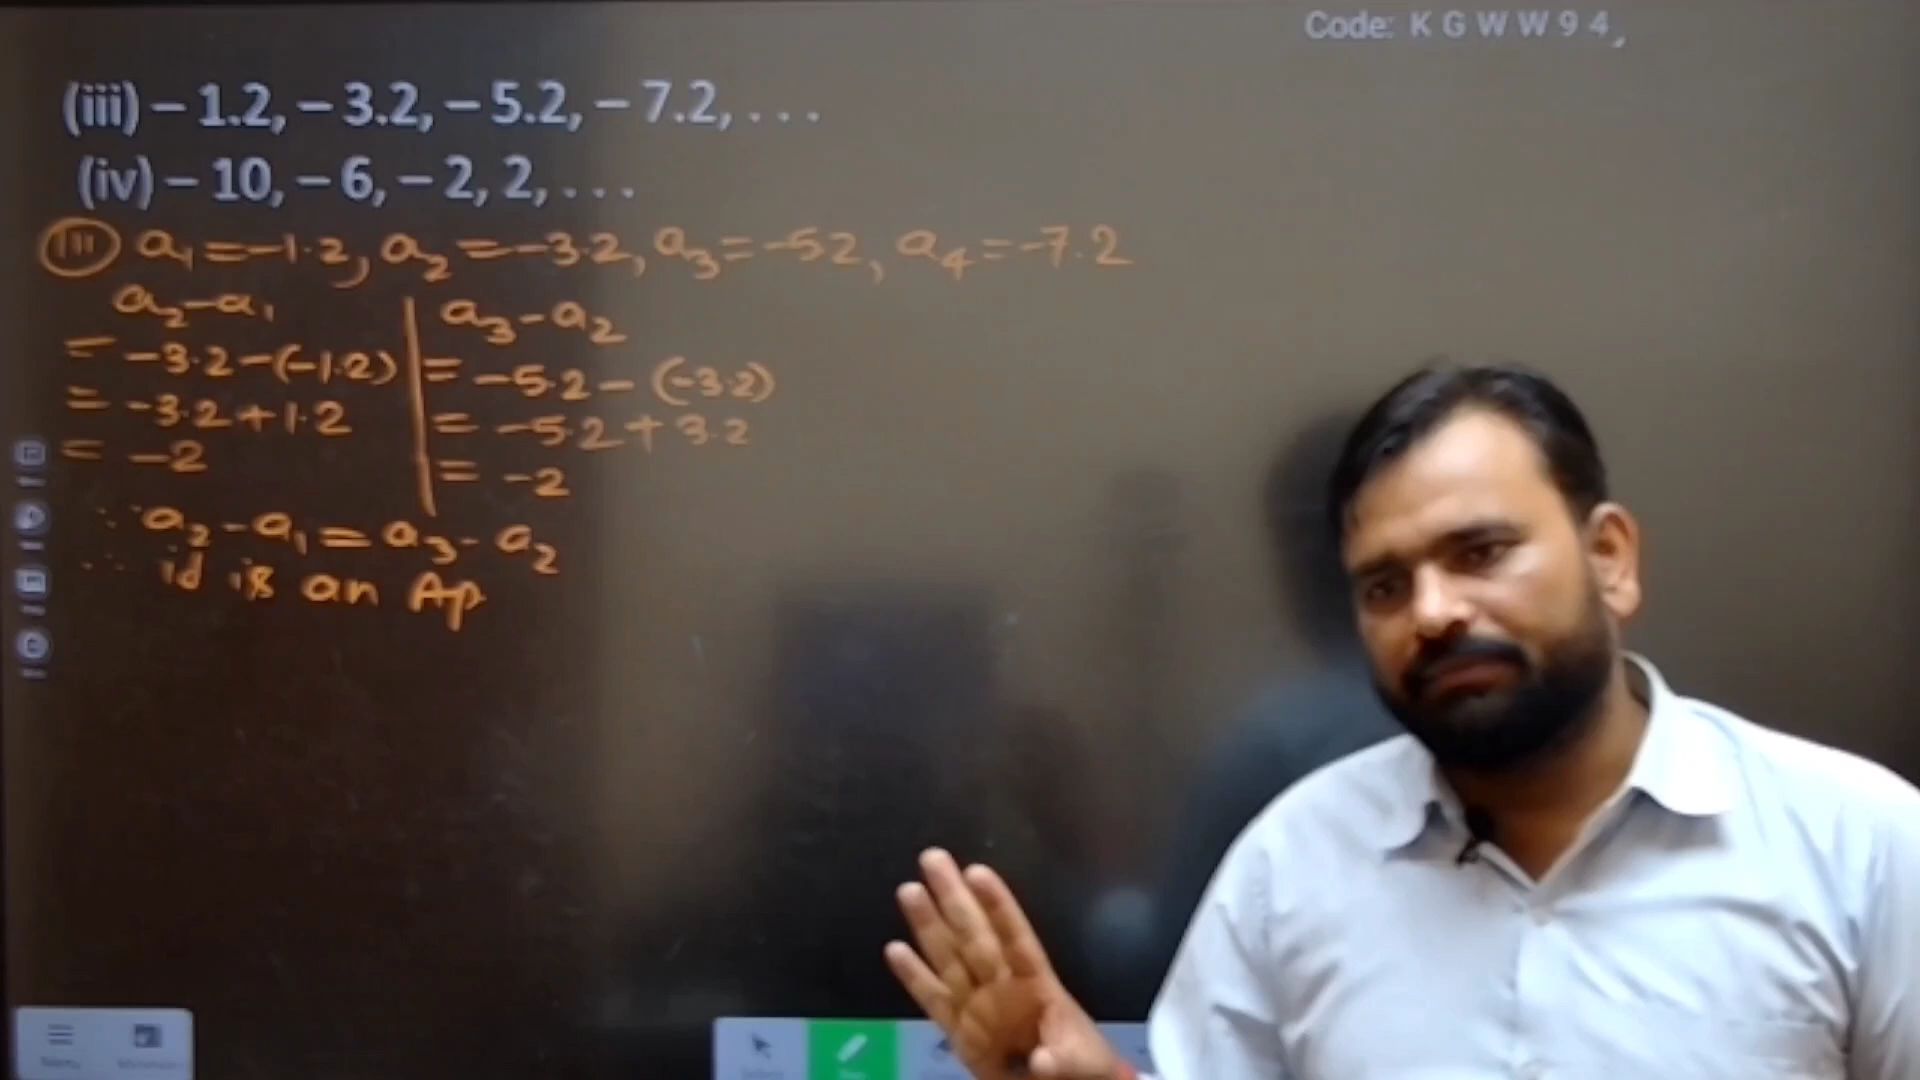 Code: K G W W 9 4,
(iii) – 1.2, – 3.2, – 5.2, – 7.2, . . .
(iv) – 10, – 6, – 2, 2, . . .
(iii) a₁ = -1.2, a₂ = -3.2, a₃ = -52, a₄ = -7.2
a₂ - a₁
= -3.2 - (-1.2)
= -3.2 + 1.2
= -2
a₃ - a₂
= -5.2 - (-3.2)
= -5.2 + 3.2
= -2
∵ a₂ - a₁ = a₃ - a₂
∴ id is an Ap